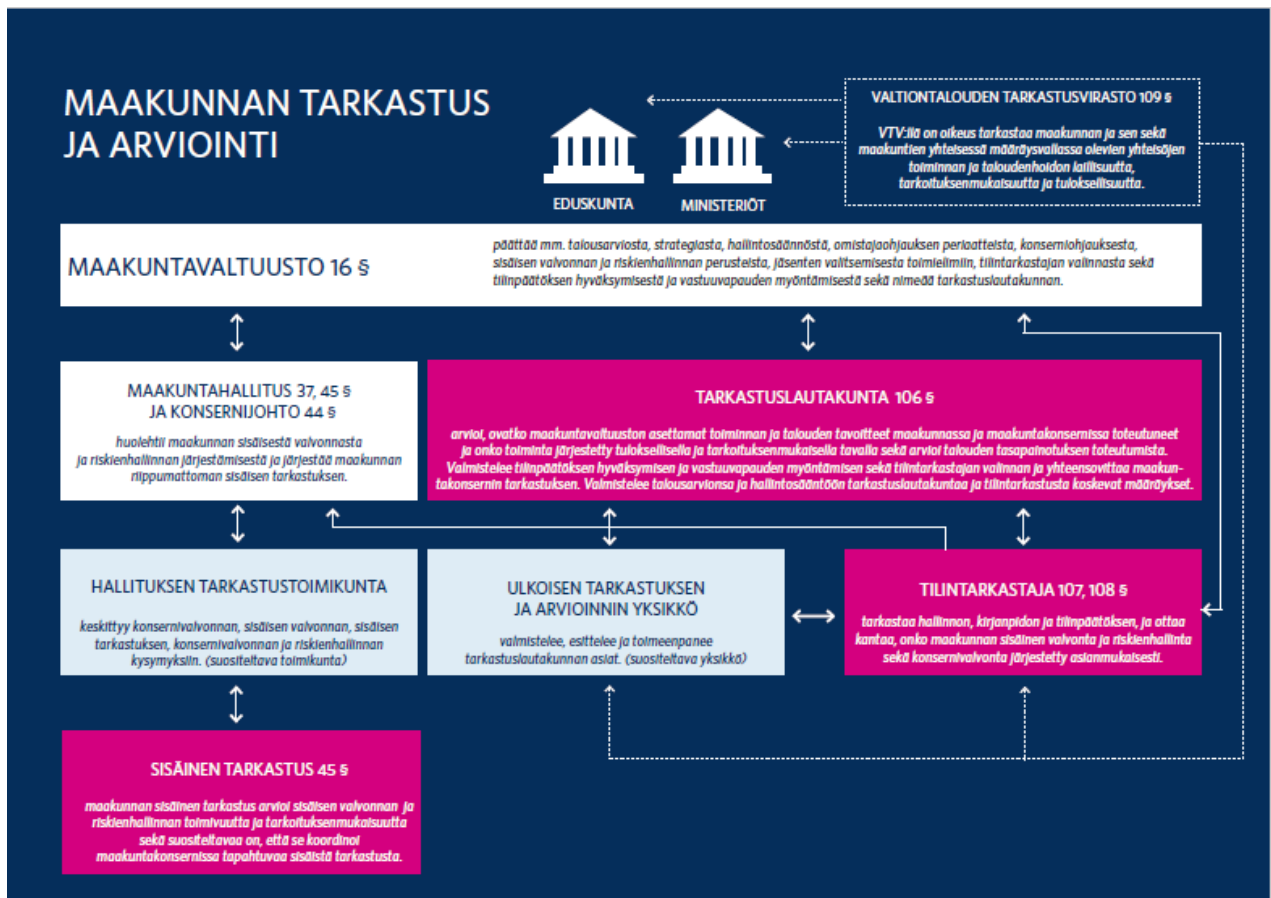 MAAKUNNAN TARKASTUS
JA ARVIOINTI
EDUSKUNTA
MINISTERIÖT
VALTIONTALOUDEN TARKASTUSVIRASTO 109 §
VTV:llä on oikeus tarkastaa maakunnan ja sen sekä
maakuntien yhteisessä määräysvallassa olevien yhteisöjen
toiminnan ja taloudenhoidon laillisuutta,
tarkoituksenmukaisuutta ja tuloksellisuutta.
MAAKUNTAVALTUUSTO 16 §
päättää mm. talousarviosta, strategiasta, hallintosäännöstä, omistajaohjauksen periaatteista, konserniohjauksesta,
sisäisen valvonnan ja riskienhallinnan perusteista, jäsenten valitsemisesta toimielimiin, tilintarkastajan valinnasta sekä
tilinpäätöksen hyväksymisestä ja vastuuvapauden myöntämisestä sekä nimeää tarkastuslautakunnan.
MAAKUNTAHALLITUS 37, 45 §
JA KONSERNIJOHTO 44 §
huolehtii maakunnan sisäisestä valvonnasta
ja riskienhallinnan järjestämisestä ja järjestää maakunnan
riippumattoman sisäisen tarkastuksen.
TARKASTUSLAUTAKUNTA 106 §
arvioi, ovatko maakuntavaltuuston asettamat toiminnan ja talouden tavoitteet maakunnassa ja maakuntakonsernissa toteutuneet
ja onko toiminta järjestetty tuloksellisella ja tarkoituksenmukaisella tavalla sekä arvioi talouden tasapainotuksen toteutumista.
Valmistelee tilinpäätöksen hyväksymisen ja vastuuvapauden myöntämisen sekä tilintarkastajan valinnan ja yhteensovittaa maakun-
takonsernin tarkastuksen. Valmistelee talousarvionsa ja hallintosääntöön tarkastuslautakuntaa ja tilintarkastusta koskevat määräykset.
HALLITUKSEN TARKASTUSTOIMIKUNTA
keskittyy konsernivalvonnan, sisäisen valvonnan, sisäisen
tarkastuksen, konsernivalvonnan ja riskienhallinnan
kysymyksiin. (suositeltava toimikunta)
ULKOISEN TARKASTUKSEN
JA ARVIOINNIN YKSIKKÖ
valmistelee, esittelee ja toimeenpanee
tarkastuslautakunnan asiat. (suositeltava yksikkö)
TILINTARKASTAJA 107, 108 §
tarkastaa hallinnon, kirjanpidon ja tilinpäätöksen, ja ottaa
kantaa, onko maakunnan sisäinen valvonta ja riskienhallinta
sekä konsernivalvonta järjestetty asianmukaisesti.
SISÄINEN TARKASTUS 45 §
maakunnan sisäinen tarkastus arvioi sisäisen valvonnan ja
riskienhallinnan toimivuutta ja tarkoituksenmukaisuutta
sekä suositeltavaa on, että se koordinoi
maakuntakonsernissa tapahtuvaa sisäistä tarkastusta.